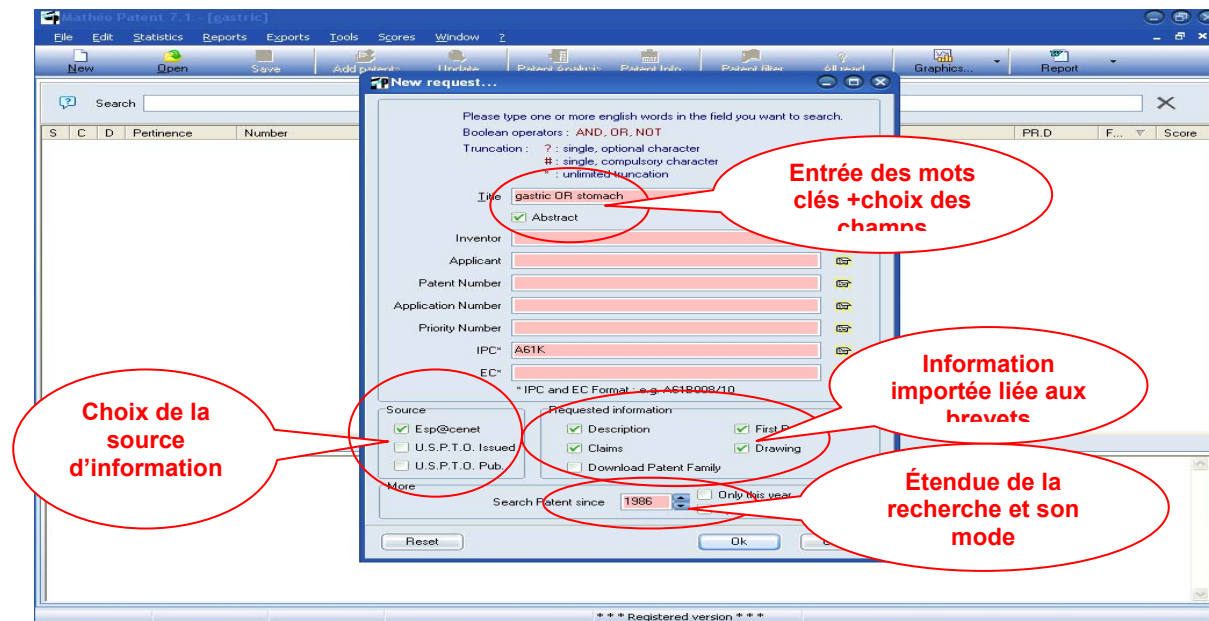 Mathéo Patent 7.1 - [gastric]
File Edit Statistics Reports Exports Tools Scores Window ?
New Open Save Add patents Update Patent Analysis Patent Info Patent filter All read Graphics... Report
New request...
Search
S C D Pertinence Number PR.D F... Score
Please type one or more english words in the field you want to search.
Boolean operators : AND, OR, NOT
Truncation : ? : single, optional character
# : single, compulsory character
* : unlimited truncation
Title gastric OR stomach
Abstract
Inventor
Applicant
Patent Number
Application Number
Priority Number
IPC* A61K
EC*
* IPC and EC Format : e.g. A61B008/10
Source
Esp@cenet
U.S.P.T.O. Issued
U.S.P.T.O. Pub.
Requested information
Description First
Claims Drawing
Download Patent Family
More
Search Patent since 1986 Only this year
Reset Ok
Entrée des mots
clés +choix des
champs
Information
importée liée aux
brevets
Choix de la
source
d'information
Étendue de la
recherche et son
mode
* * * Registered version * * *